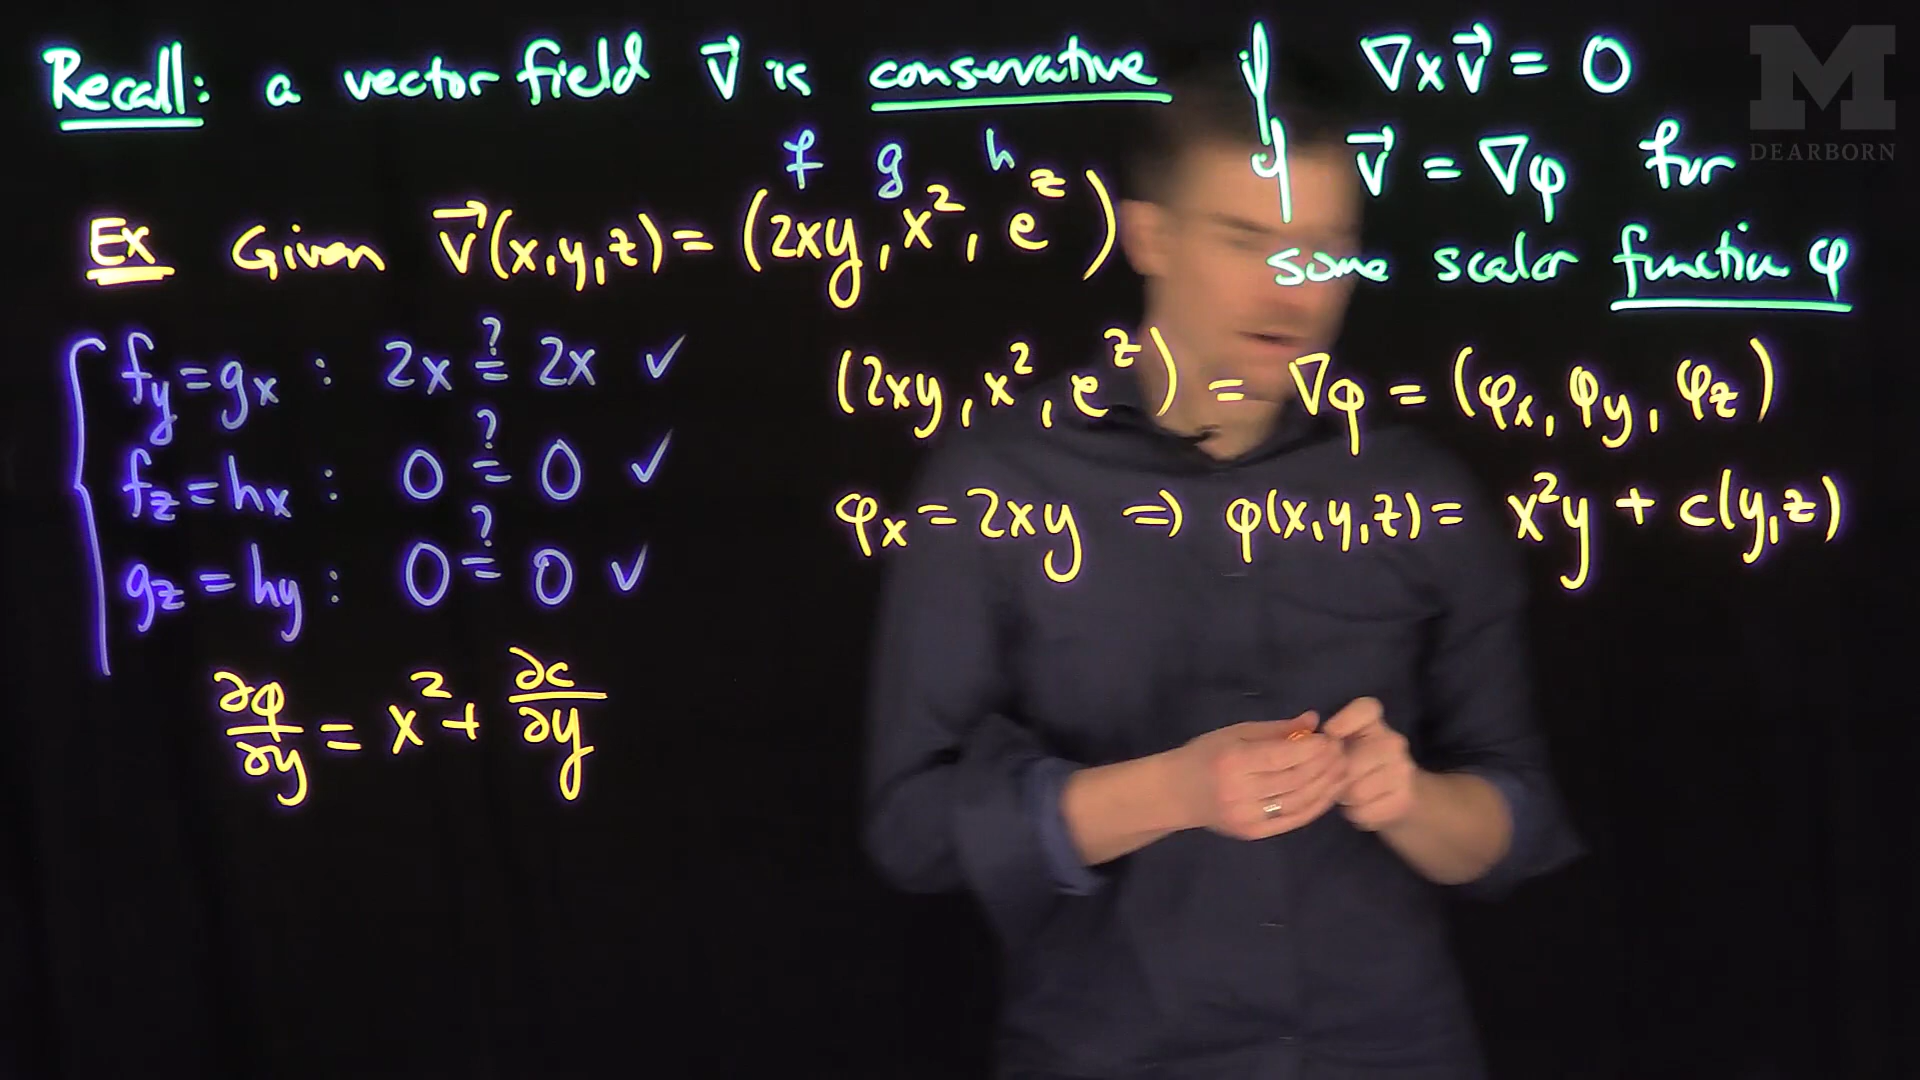 Recall: a vector field v⃗ is conservative if ∇×v⃗ = 0
if v⃗ = ∇φ for
some scalar function φ
f g h
Ex Given v⃗(x,y,z) = (2xy, x², e^z)
f_y = g_x : 2x ≟ 2x ✓
f_z = h_x : 0 ≟ 0 ✓
g_z = h_y : 0 ≟ 0 ✓
∂φ/∂y = x² + ∂c/∂y
(2xy, x², e^z) = ∇φ = (φ_x, φ_y, φ_z)
φ_x = 2xy ⇒ φ(x,y,z) = x²y + c(y,z)
M
DEARBORN